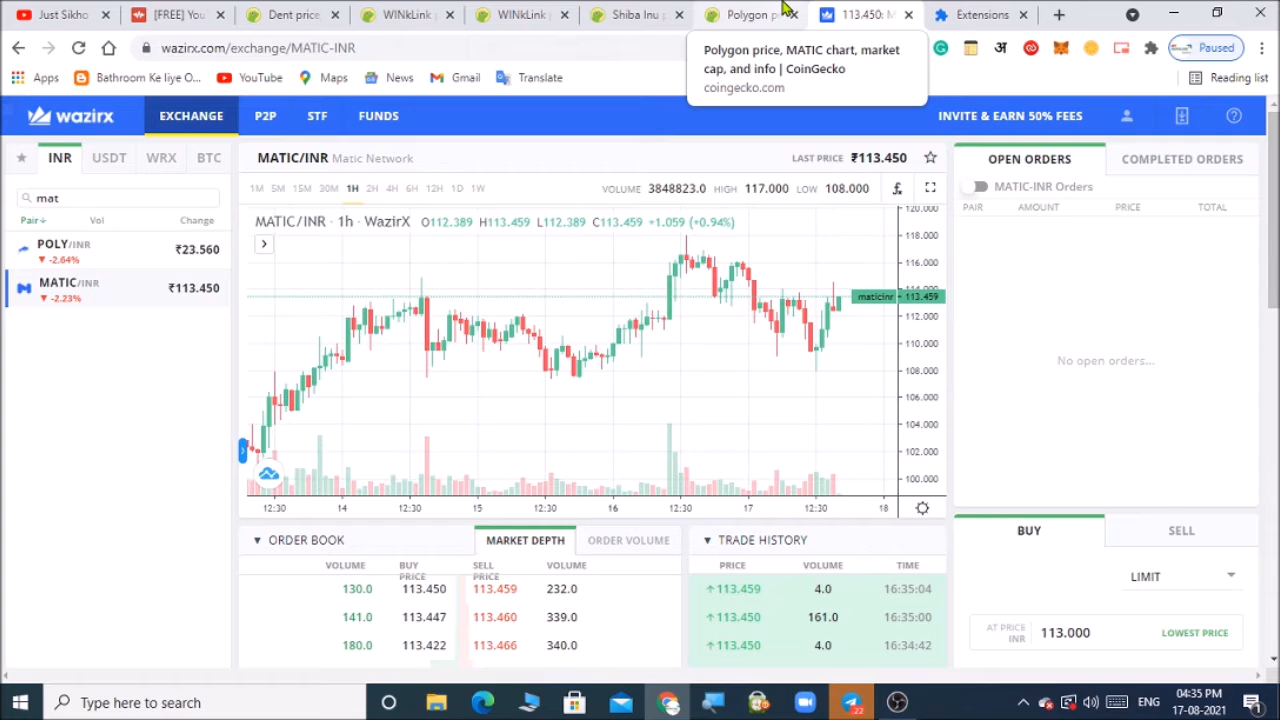 Just Sikho
[FREE] You
Dent price
WINkLink p
WINkLink p
Shiba Inu p
Polygon p
113.450: M
Extensions
wazirx.com/exchange/MATIC-INR
Paused
Polygon price, MATIC chart, market
cap, and info | CoinGecko
coingecko.com
Apps
Bathroom Ke liye O...
YouTube
Maps
News
Gmail
Translate
Reading list
wazirx
EXCHANGE
P2P
STF
FUNDS
INVITE & EARN 50% FEES
INR
USDT
WRX
BTC
mat
Pair
Vol
Change
POLY/INR
₹23.560
▼ -2.64%
MATIC/INR
₹113.450
▼ -2.23%
MATIC/INR Matic Network
LAST PRICE ₹113.450
1M 5M 15M 30M 1H 2H 4H 6H 12H 1D 1W
VOLUME 3848823.0 HIGH 117.000 LOW 108.000
MATIC/INR · 1h · WazirX O112.389 H113.459 L112.389 C113.459 +1.059 (+0.94%)
120.000
118.000
116.000
114.000
maticinr 113.459
112.000
110.000
108.000
106.000
104.000
102.000
100.000
12:30 14 12:30 15 12:30 16 12:30 17 12:30 18
OPEN ORDERS
COMPLETED ORDERS
MATIC-INR Orders
PAIR AMOUNT PRICE TOTAL
No open orders...
ORDER BOOK
MARKET DEPTH
ORDER VOLUME
VOLUME BUY PRICE SELL PRICE VOLUME
130.0 113.450 113.459 232.0
141.0 113.447 113.460 339.0
180.0 113.422 113.466 340.0
TRADE HISTORY
PRICE VOLUME TIME
↑113.459 4.0 16:35:04
↑113.450 161.0 16:35:00
↑113.450 4.0 16:34:42
BUY
SELL
LIMIT
AT PRICE
INR
113.000
LOWEST PRICE
Type here to search
22
ENG
04:35 PM
17-08-2021
1